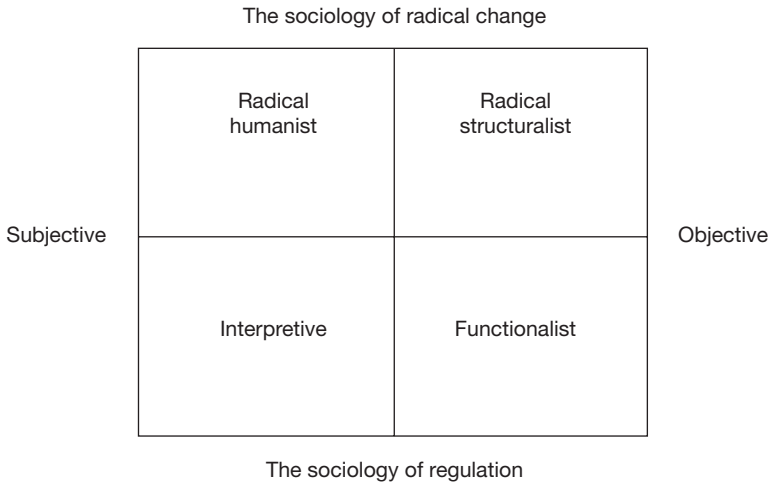 The sociology of radical change
Radical
humanist
Radical
structuralist
Subjective
Objective
Interpretive
Functionalist
The sociology of regulation